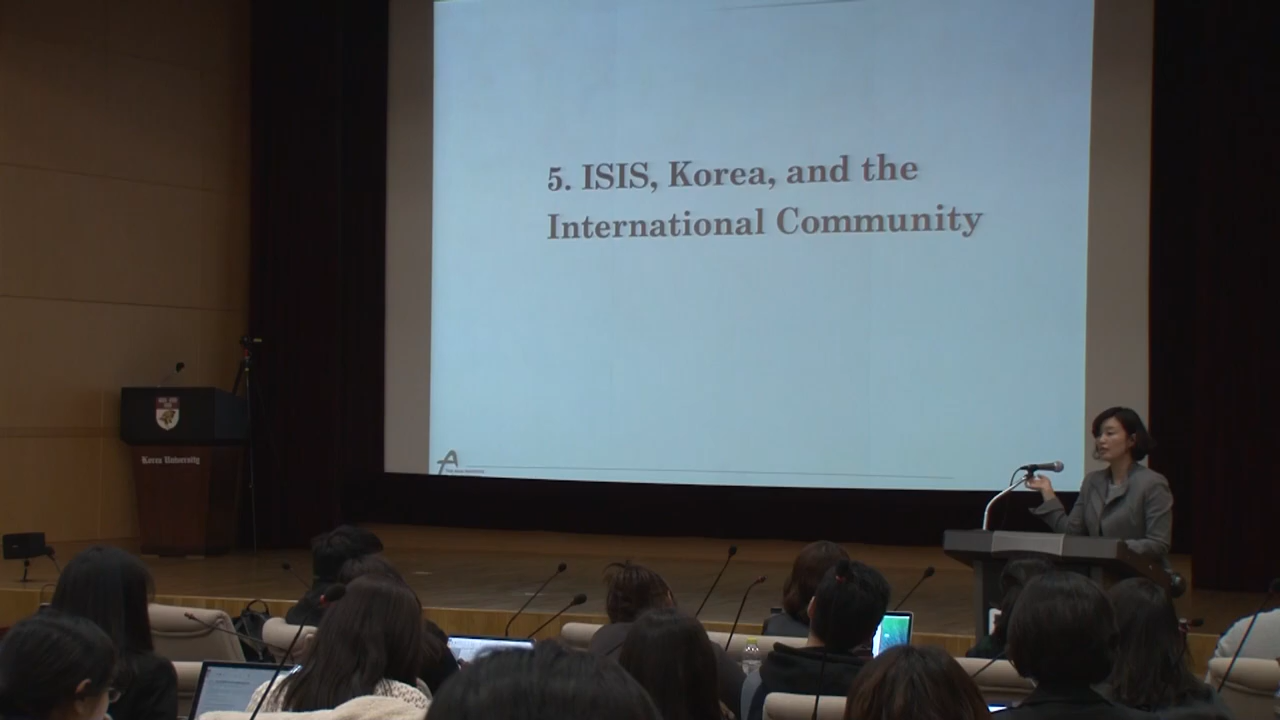 5. ISIS, Korea, and the
International Community
Korea University